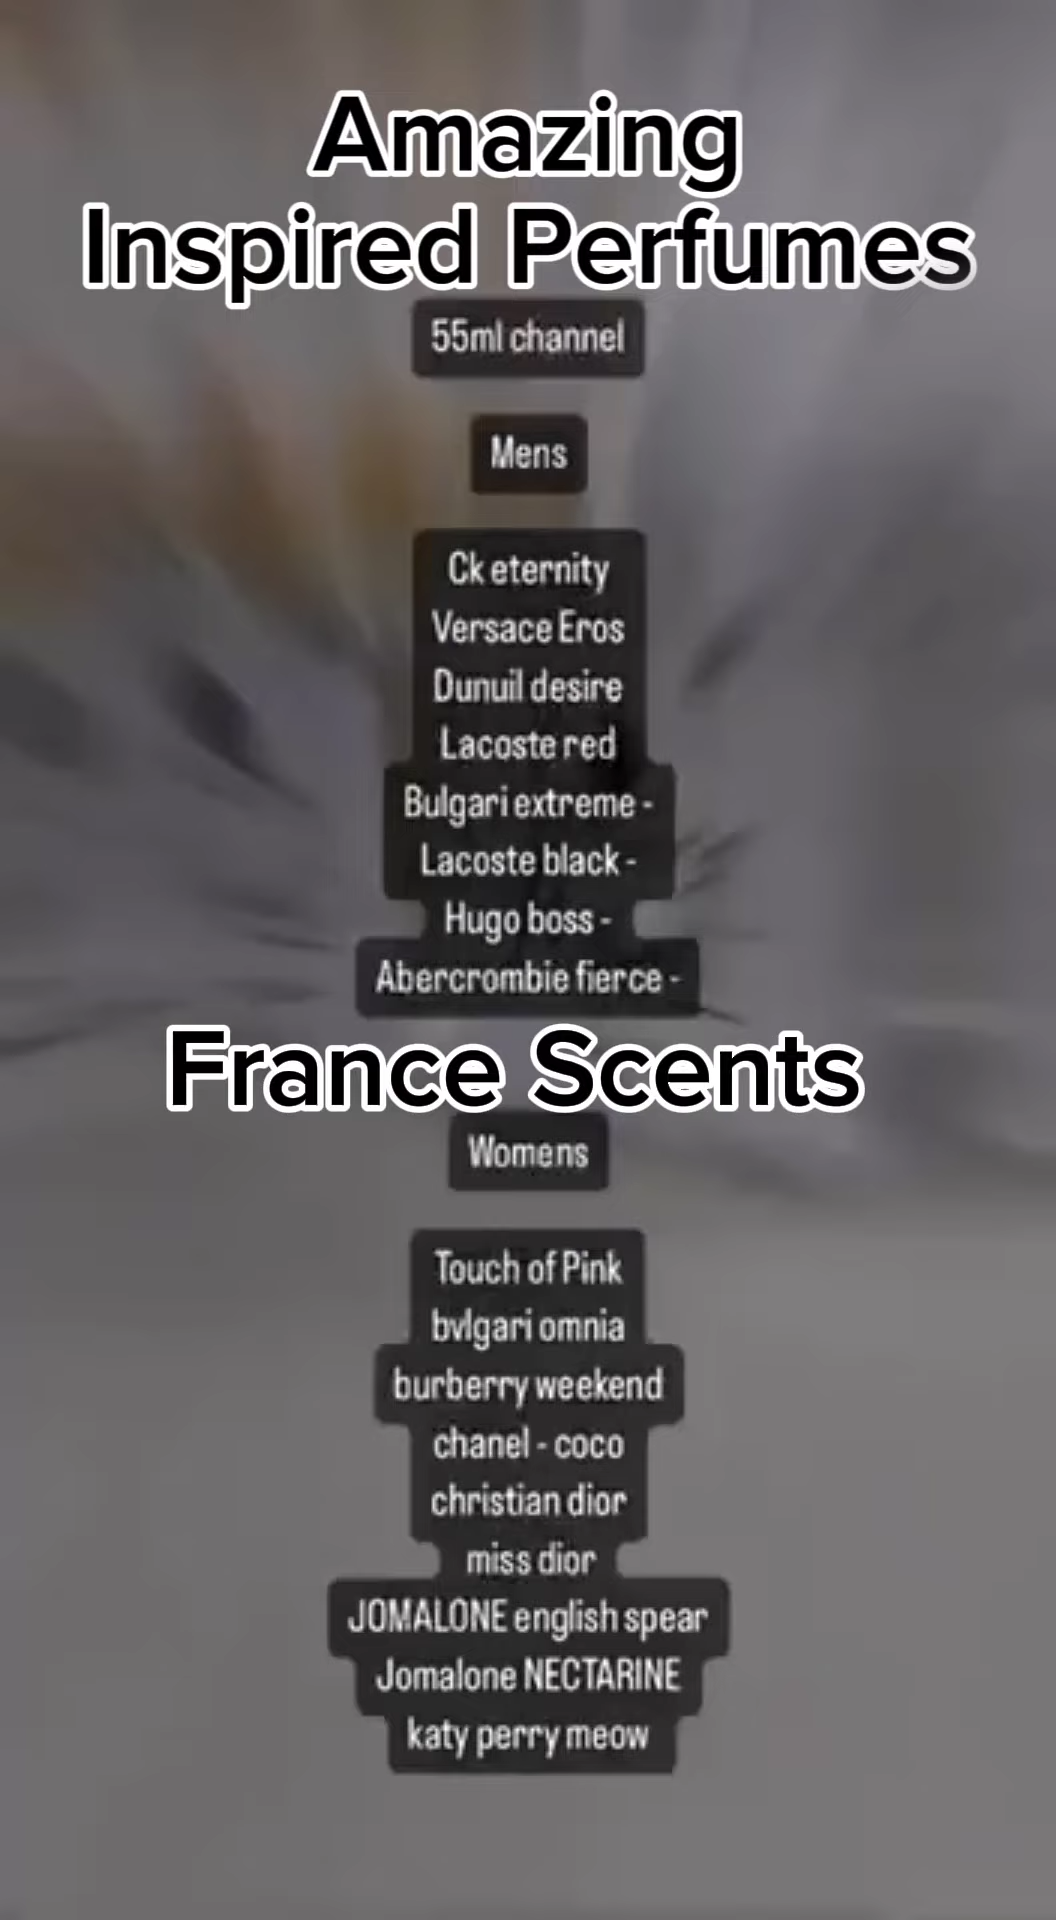 Amazing
Inspired Perfumes
55ml channel
Mens
Ck eternity
Versace Eros
Dunuil desire
Lacoste red
Bulgari extreme -
Lacoste black -
Hugo boss -
Abercrombie fierce -
France Scents
Womens
Touch of Pink
bvlgari omnia
burberry weekend
chanel - coco
christian dior
miss dior
JOMALONE english spear
Jomalone NECTARINE
katy perry meow